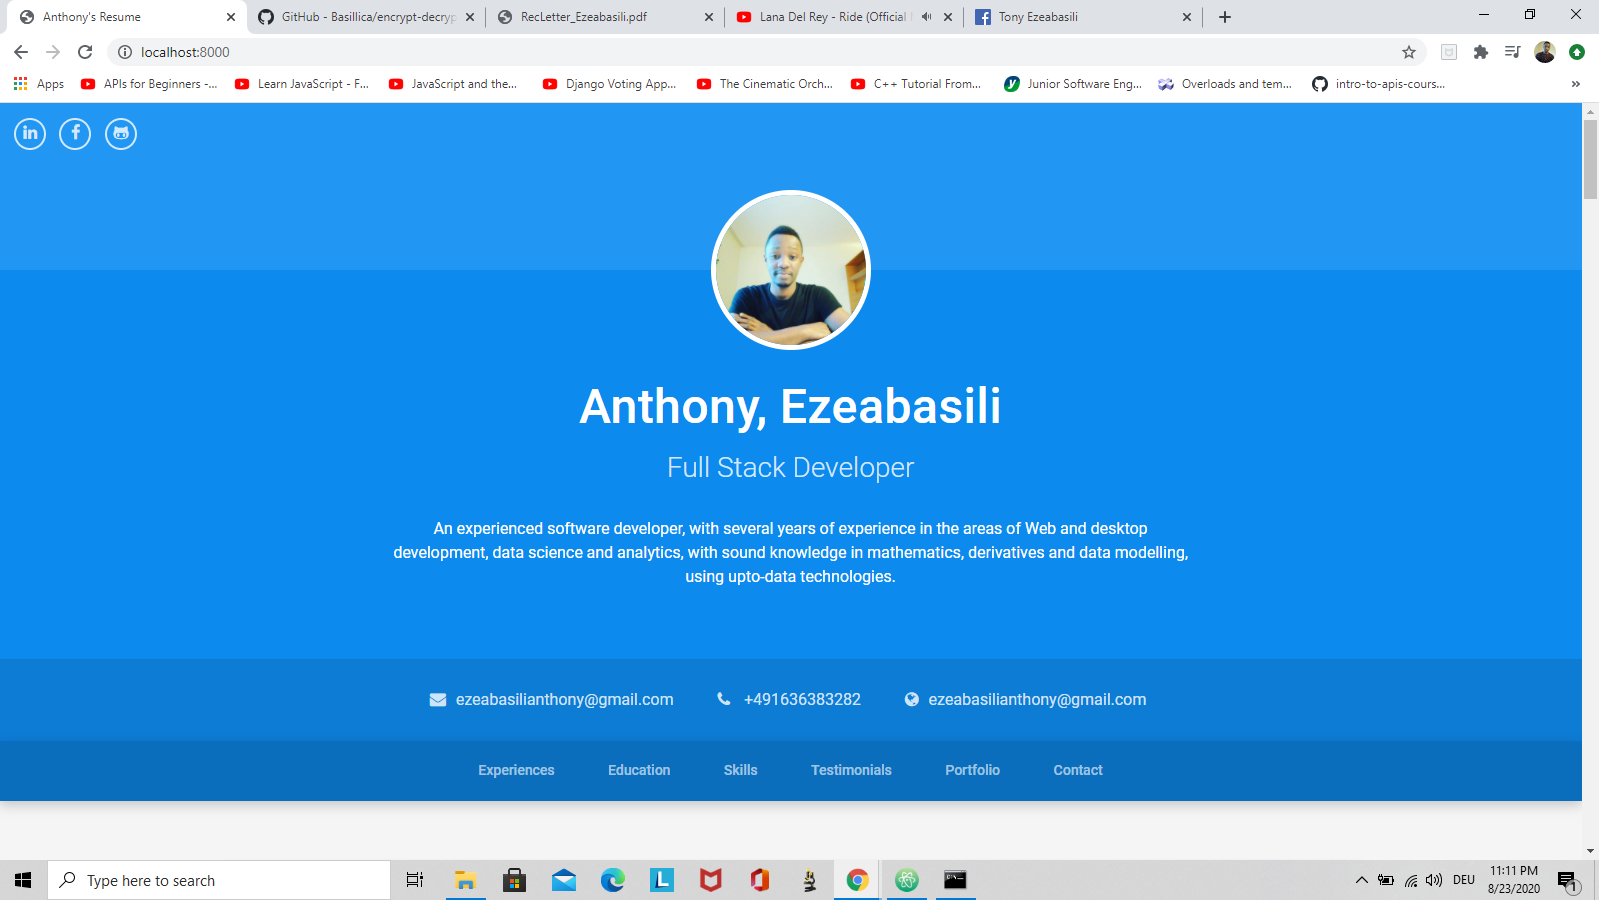 Anthony's Resume
GitHub - Basillica/encrypt-decryp
RecLetter_Ezeabasili.pdf
Lana Del Rey - Ride (Official
Tony Ezeabasili
localhost:8000
Apps
APIs for Beginners -...
Learn JavaScript - F...
JavaScript and the...
Django Voting App...
The Cinematic Orch...
C++ Tutorial From...
Junior Software Eng...
Overloads and tem...
intro-to-apis-cours...
»
in
f
Anthony, Ezeabasili
Full Stack Developer
An experienced software developer, with several years of experience in the areas of Web and desktop
development, data science and analytics, with sound knowledge in mathematics, derivatives and data modelling,
using upto-data technologies.
ezeabasilianthony@gmail.com
+491636383282
ezeabasilianthony@gmail.com
Experiences
Education
Skills
Testimonials
Portfolio
Contact
Type here to search
L
DEU
11:11 PM
8/23/2020
1